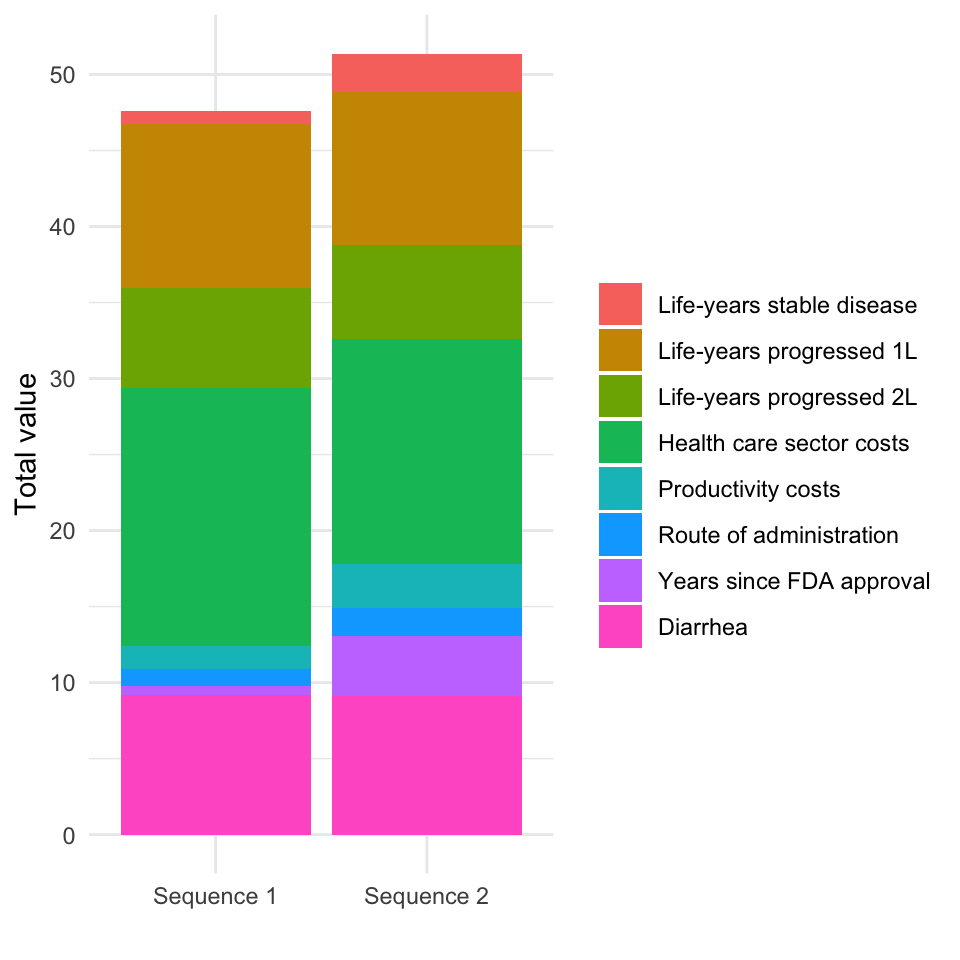 Total value
50
40
30
20
10
0
Sequence 1
Sequence 2
Life-years stable disease
Life-years progressed 1L
Life-years progressed 2L
Health care sector costs
Productivity costs
Route of administration
Years since FDA approval
Diarrhea